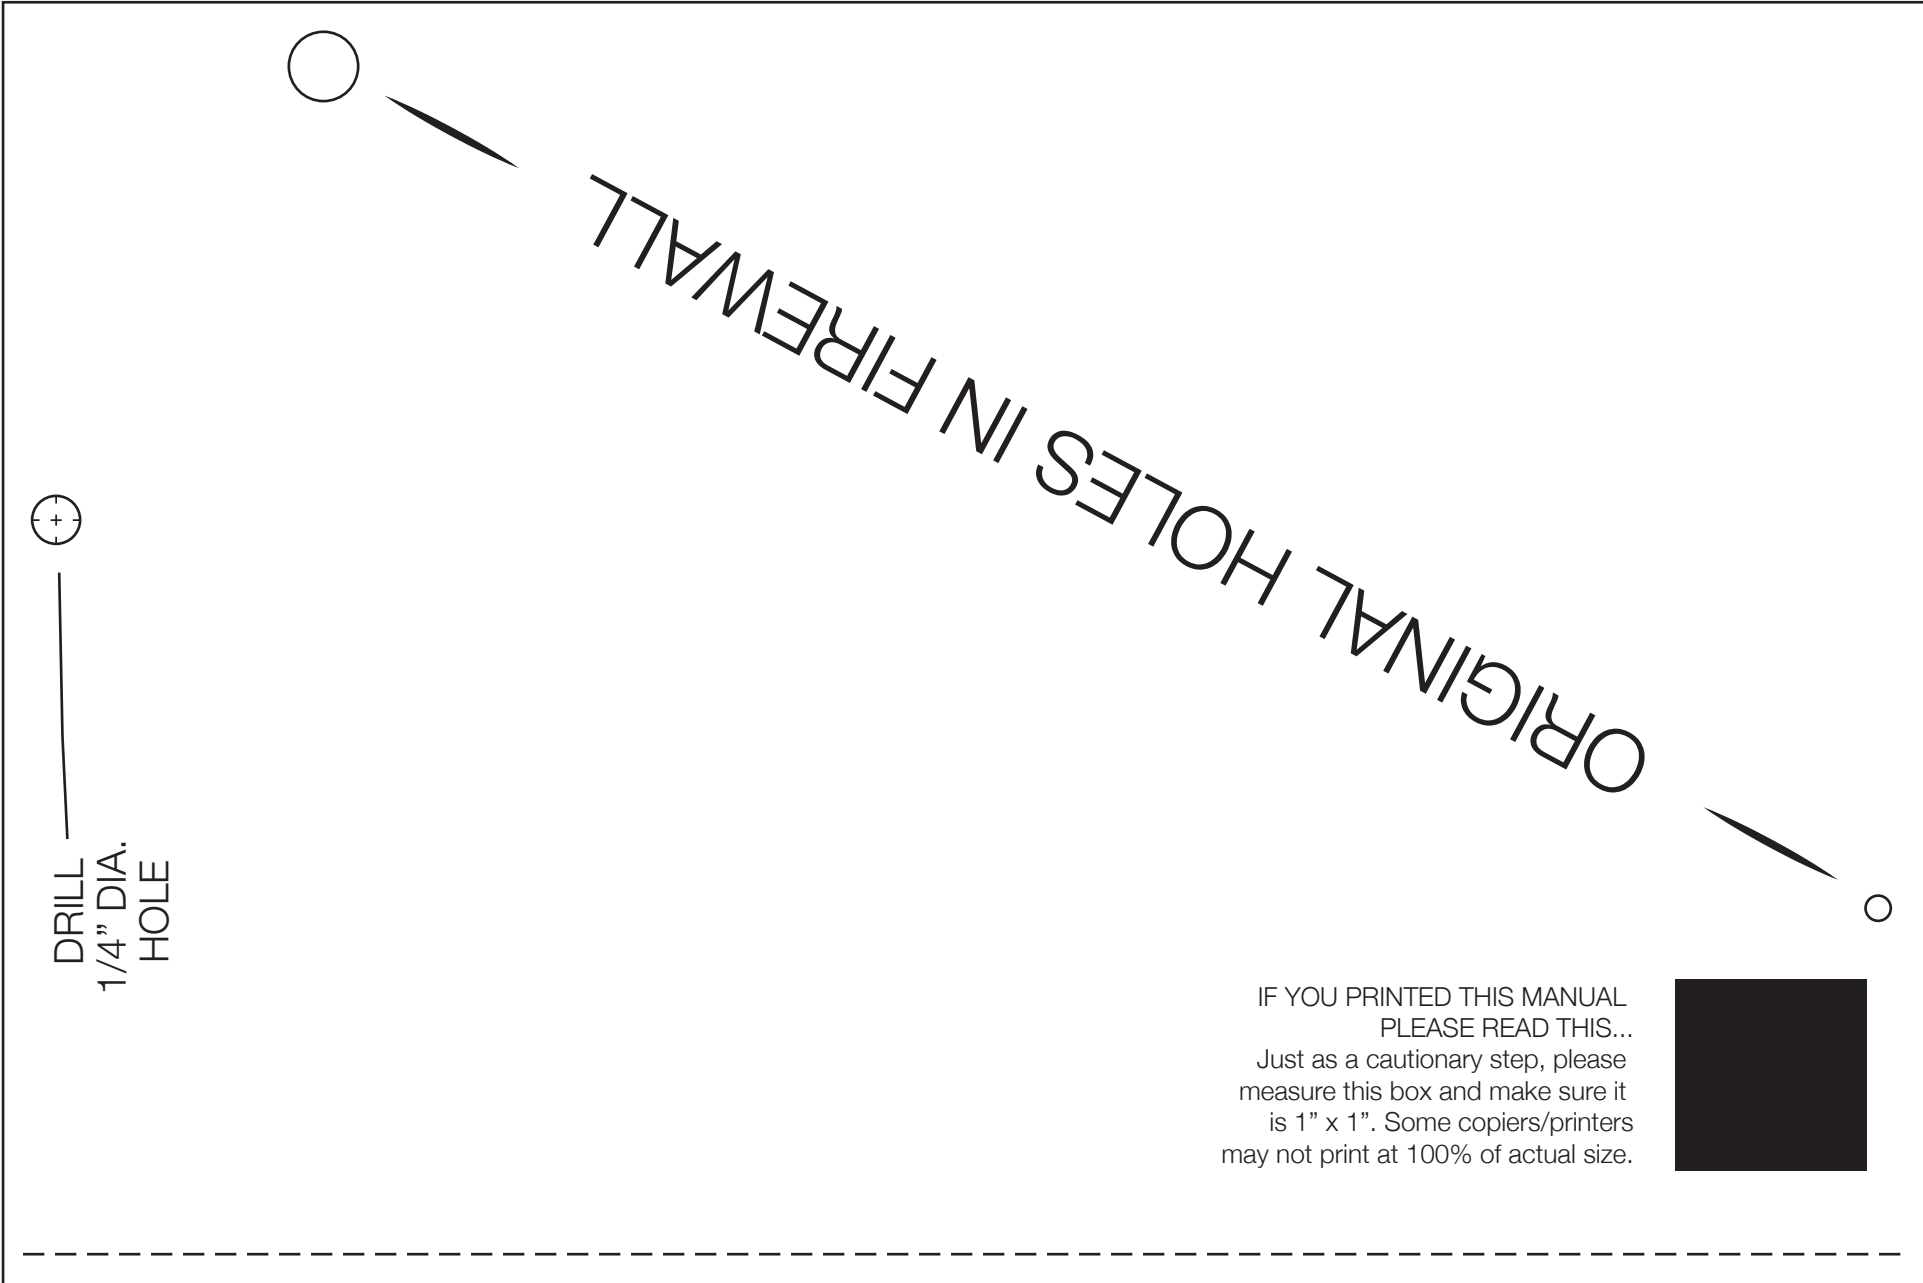 ORIGINAL HOLES IN FIREWALL
DRILL
1/4” DIA.
HOLE
IF YOU PRINTED THIS MANUAL
PLEASE READ THIS...
Just as a cautionary step, please
measure this box and make sure it
is 1” x 1”. Some copiers/printers
may not print at 100% of actual size.